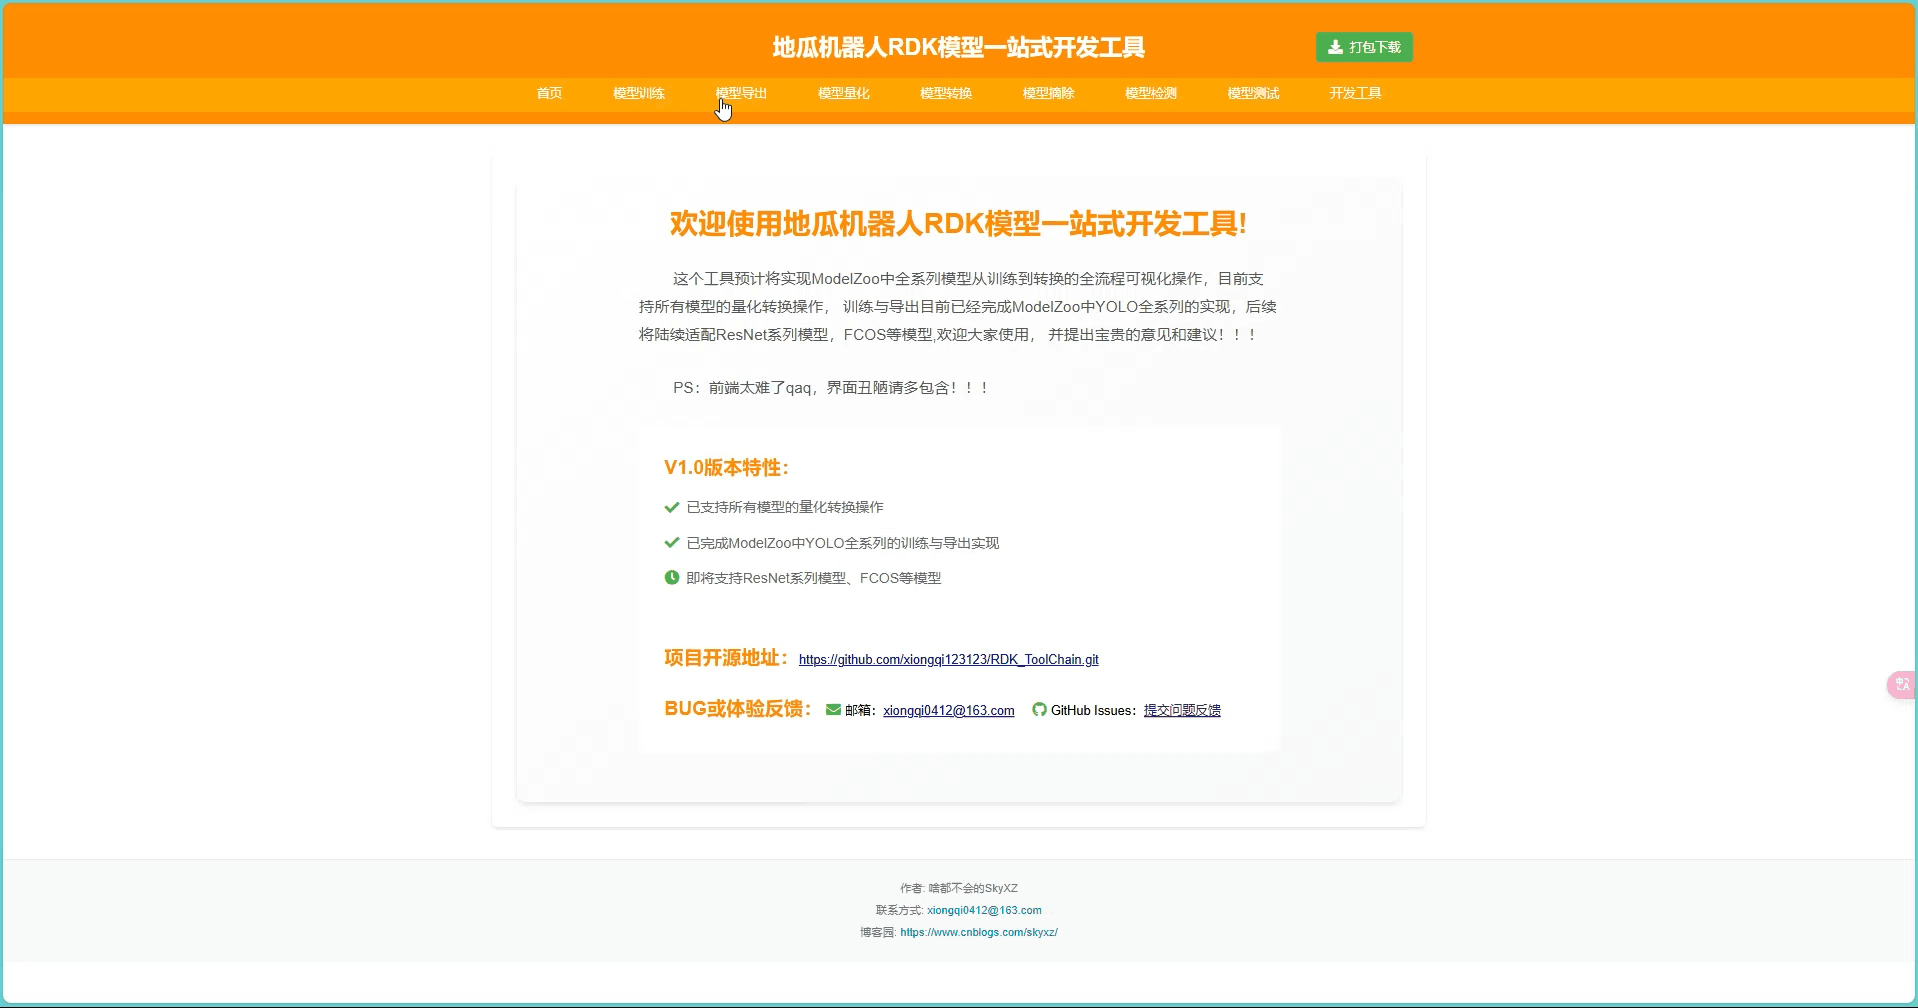 地瓜机器人RDK模型一站式开发工具
打包下载
首页 模型训练 模型导出 模型量化 模型转换 模型摘除 模型检测 模型测试 开发工具
欢迎使用地瓜机器人RDK模型一站式开发工具!
这个工具预计将实现ModelZoo中全系列模型从训练到转换的全流程可视化操作，目前支
持所有模型的量化转换操作， 训练与导出目前已经完成ModelZoo中YOLO全系列的实现，后续
将陆续适配ResNet系列模型，FCOS等模型,欢迎大家使用， 并提出宝贵的意见和建议！！！
PS：前端太难了qaq，界面丑陋请多包含！！！
V1.0版本特性：
已支持所有模型的量化转换操作
已完成ModelZoo中YOLO全系列的训练与导出实现
即将支持ResNet系列模型、FCOS等模型
项目开源地址： https://github.com/xiongqi123123/RDK_ToolChain.git
BUG或体验反馈： 邮箱：xiongqi0412@163.com GitHub Issues：提交问题反馈
作者: 啥都不会的SkyXZ
联系方式: xiongqi0412@163.com
博客园: https://www.cnblogs.com/skyxz/